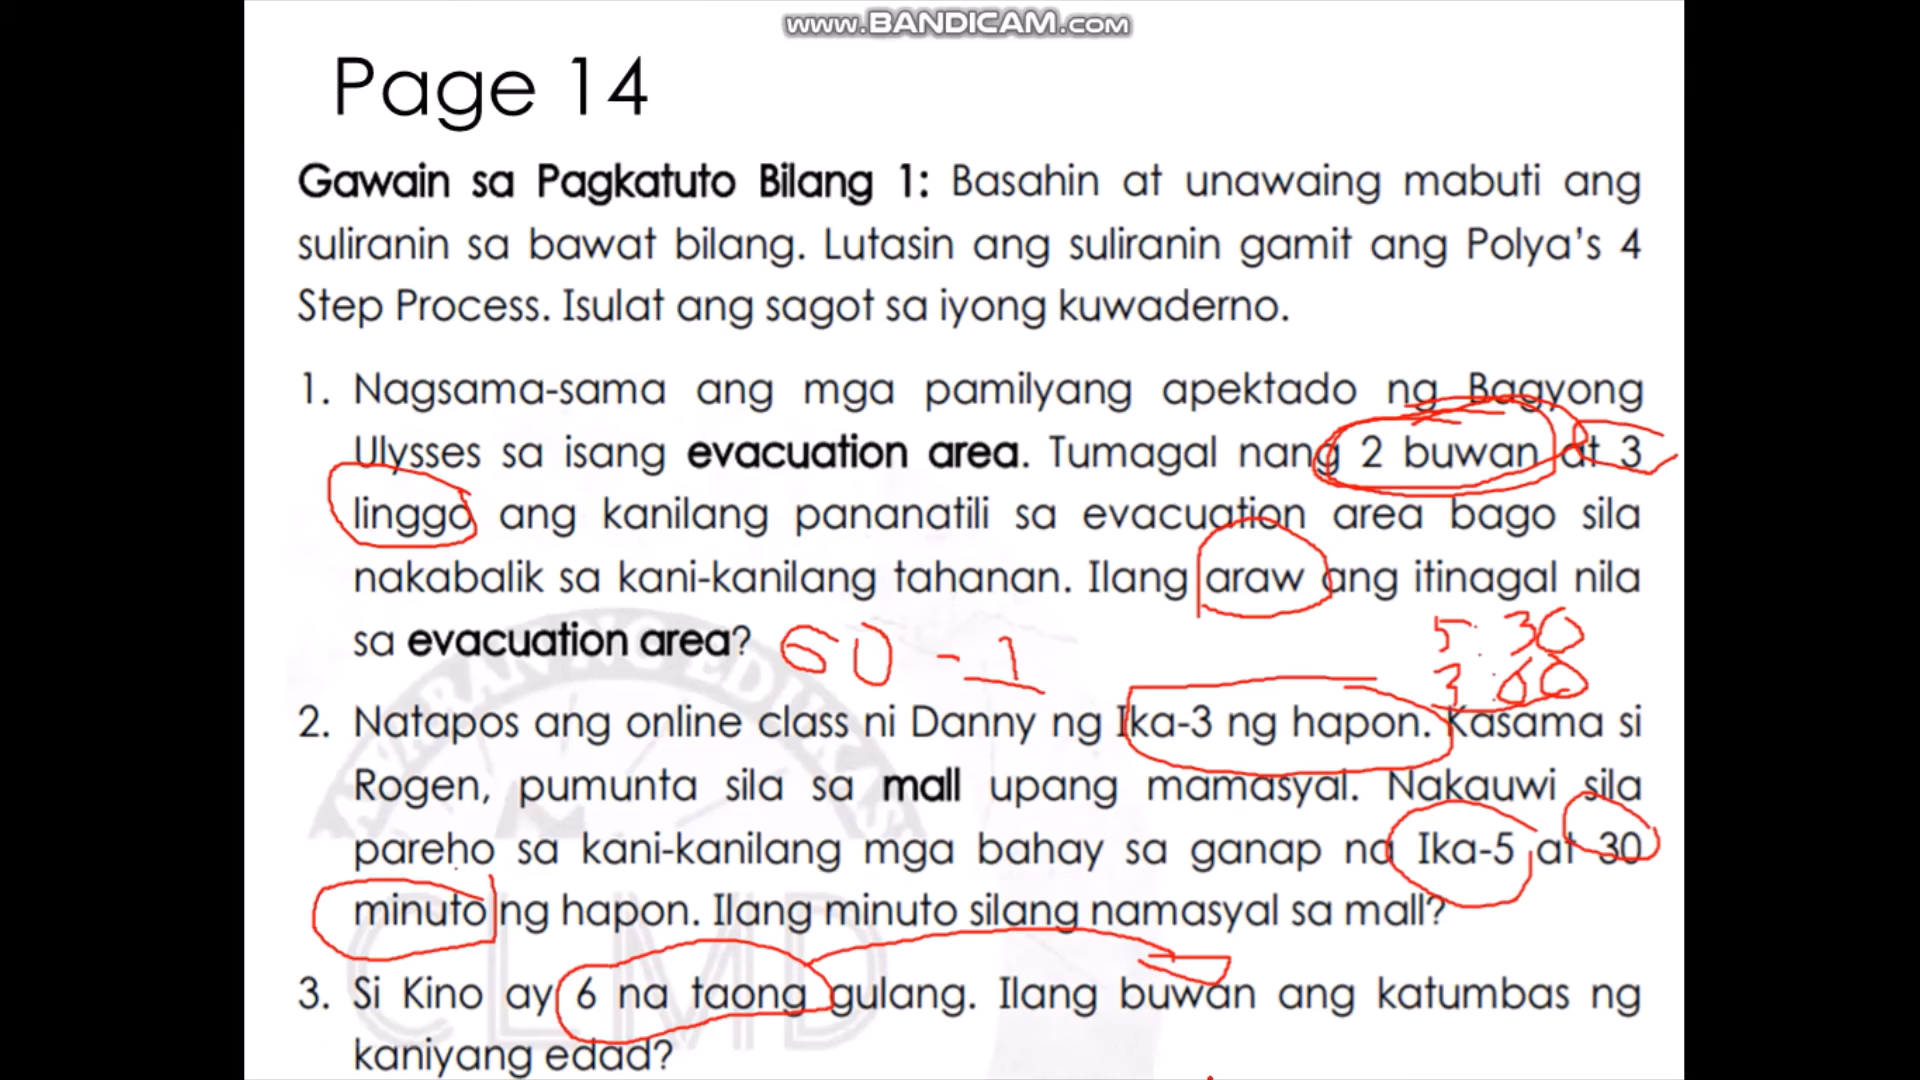 www.BANDICAM.com
Page 14
Gawain sa Pagkatuto Bilang 1: Basahin at unawaing mabuti ang
suliranin sa bawat bilang. Lutasin ang suliranin gamit ang Polya's 4
Step Process. Isulat ang sagot sa iyong kuwaderno.
1. Nagsama-sama ang mga pamilyang apektado ng Bagyong
Ulysses sa isang evacuation area. Tumagal nang 2 buwan at 3
linggo ang kanilang pananatili sa evacuation area bago sila
nakabalik sa kani-kanilang tahanan. Ilang araw ang itinagal nila
sa evacuation area?
60 - 1
5:30
3:00
2. Natapos ang online class ni Danny ng Ika-3 ng hapon. Kasama si
Rogen, pumunta sila sa mall upang mamasyal. Nakauwi sila
pareho sa kani-kanilang mga bahay sa ganap na Ika-5 at 30
minuto ng hapon. Ilang minuto silang namasyal sa mall?
3. Si Kino ay 6 na taong gulang. Ilang buwan ang katumbas ng
kaniyang edad?
CLMD